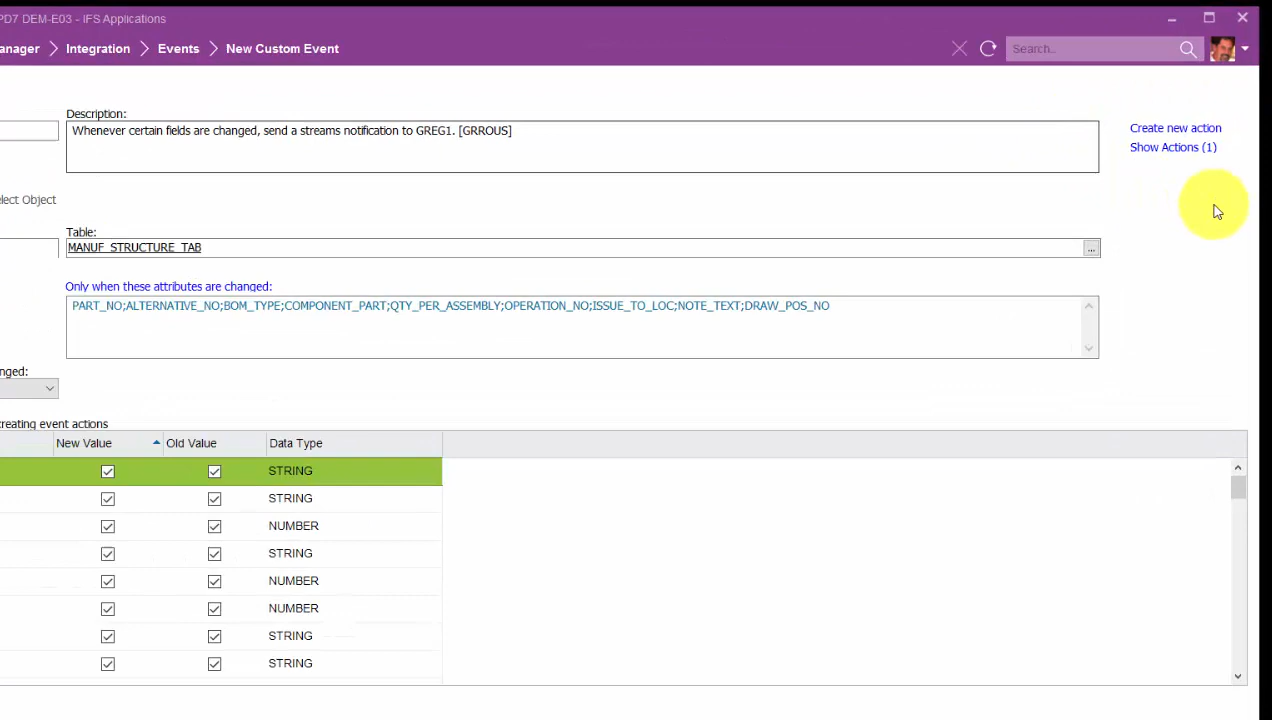 PD7 DEM-E03 - IFS Applications
anager Integration Events New Custom Event
Search...
Description:
Whenever certain fields are changed, send a streams notification to GREG1. [GRROUS]
Create new action
Show Actions (1)
elect Object
Table:
MANUF_STRUCTURE_TAB
...
Only when these attributes are changed:
PART_NO;ALTERNATIVE_NO;BOM_TYPE;COMPONENT_PART;QTY_PER_ASSEMBLY;OPERATION_NO;ISSUE_TO_LOC;NOTE_TEXT;DRAW_POS_NO
nged:
creating event actions
New Value Old Value Data Type
STRING
STRING
NUMBER
STRING
NUMBER
NUMBER
STRING
STRING